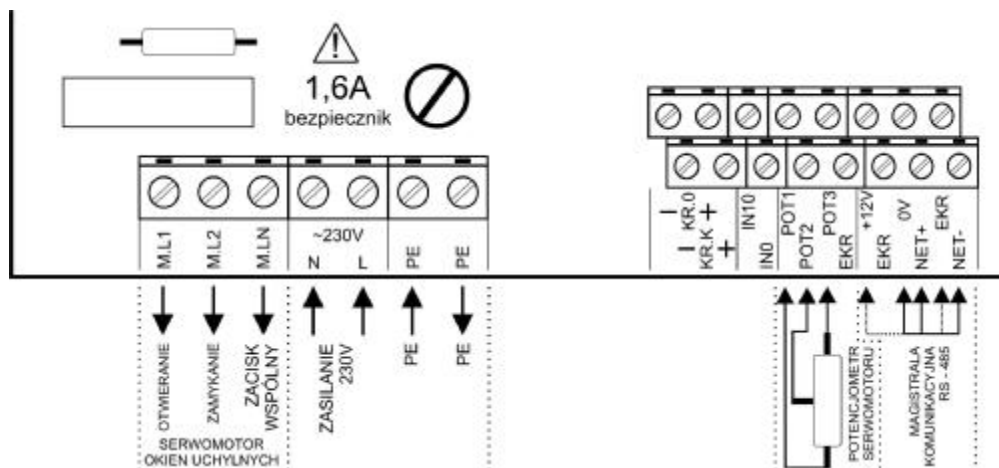 1,6A
bezpiecznik
M.L1
M.L2
M.LN
~230V
N
L
PE
PE
– KR.0 +
– KR.K +
IN10
IN0
POT1
POT2
POT3
EKR
+12V
EKR
0V
NET+
EKR
NET-
OTWIERANIE
ZAMYKANIE
ZACISK
WSPÓLNY
ZASILANIE
230V
PE
PE
SERWOMOTOR
OKIEN UCHYLNYCH
POTENCJOMETR
SERWOMOTORU
MAGISTRALA
KOMUNIKACYJNA
RS - 485